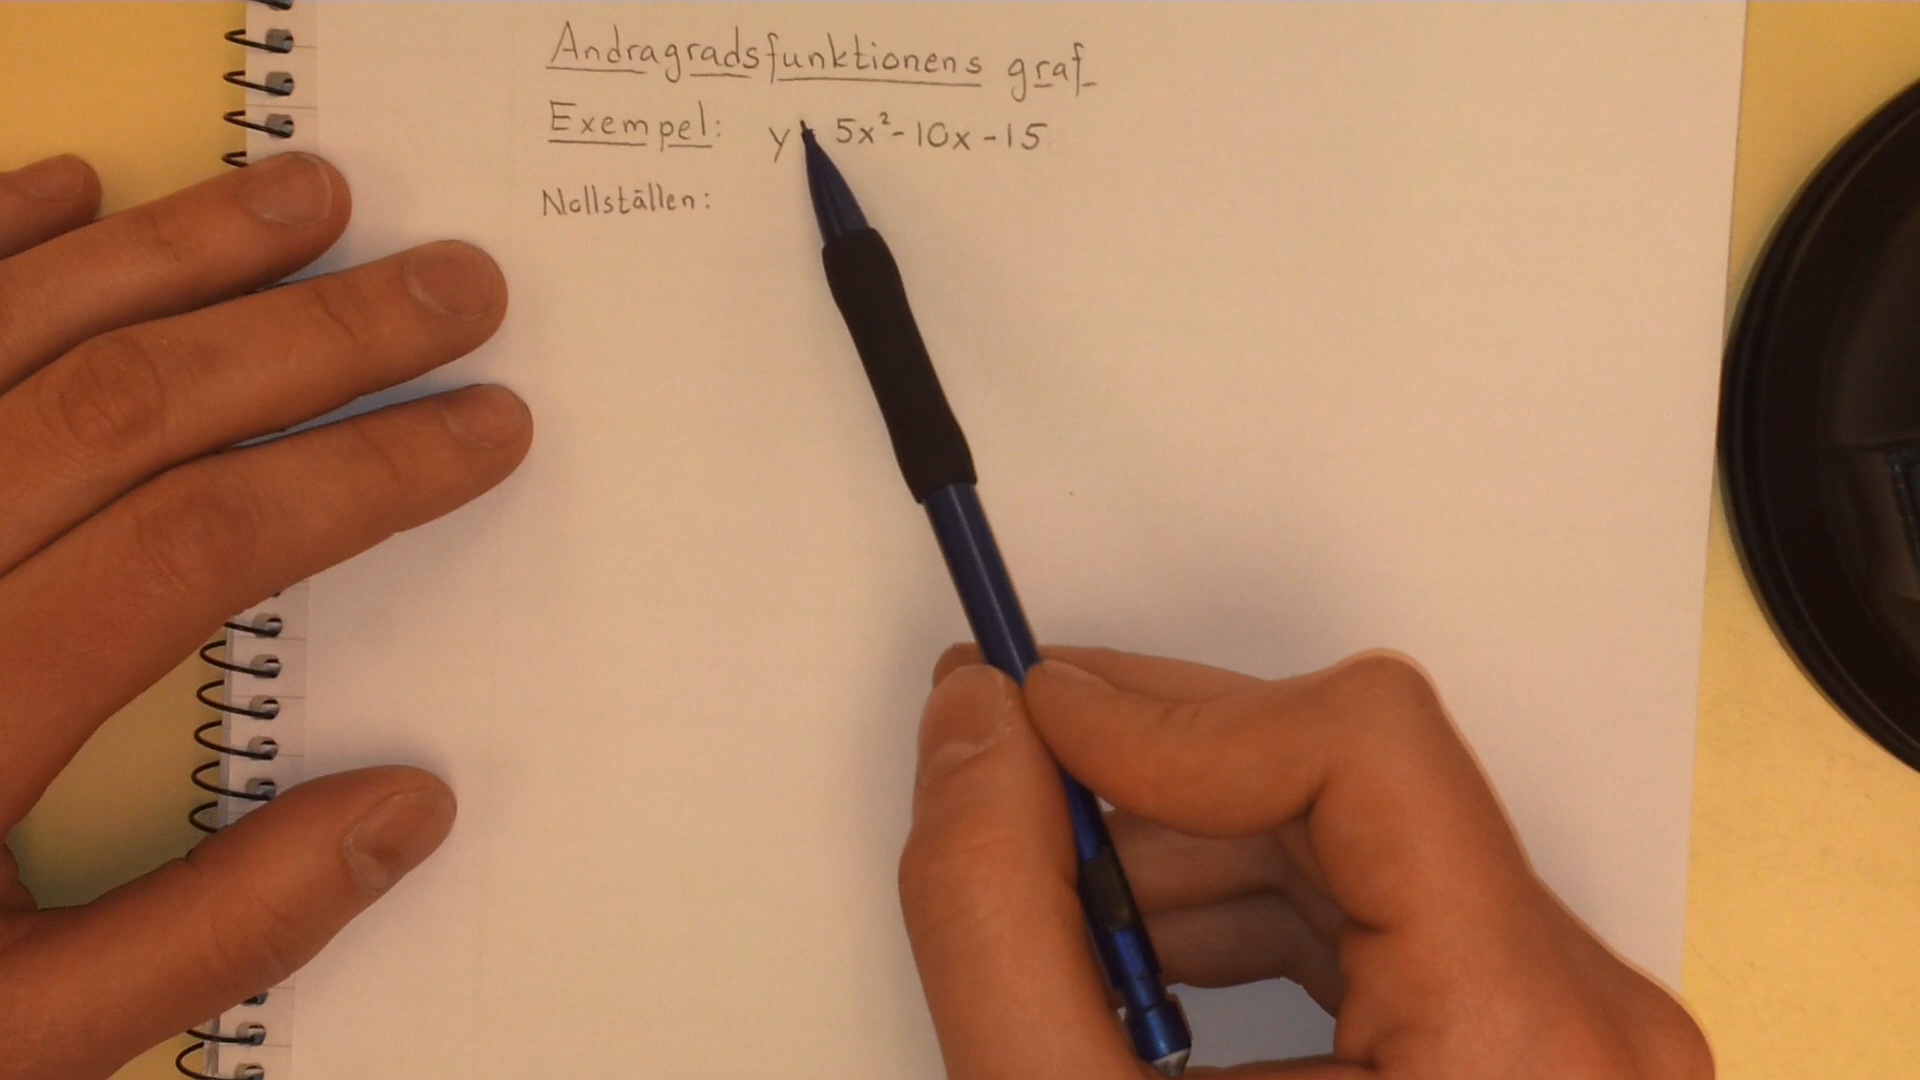 Andragradsfunktionens graf
Exempel: y = 5x²-10x-15
Nollställen: